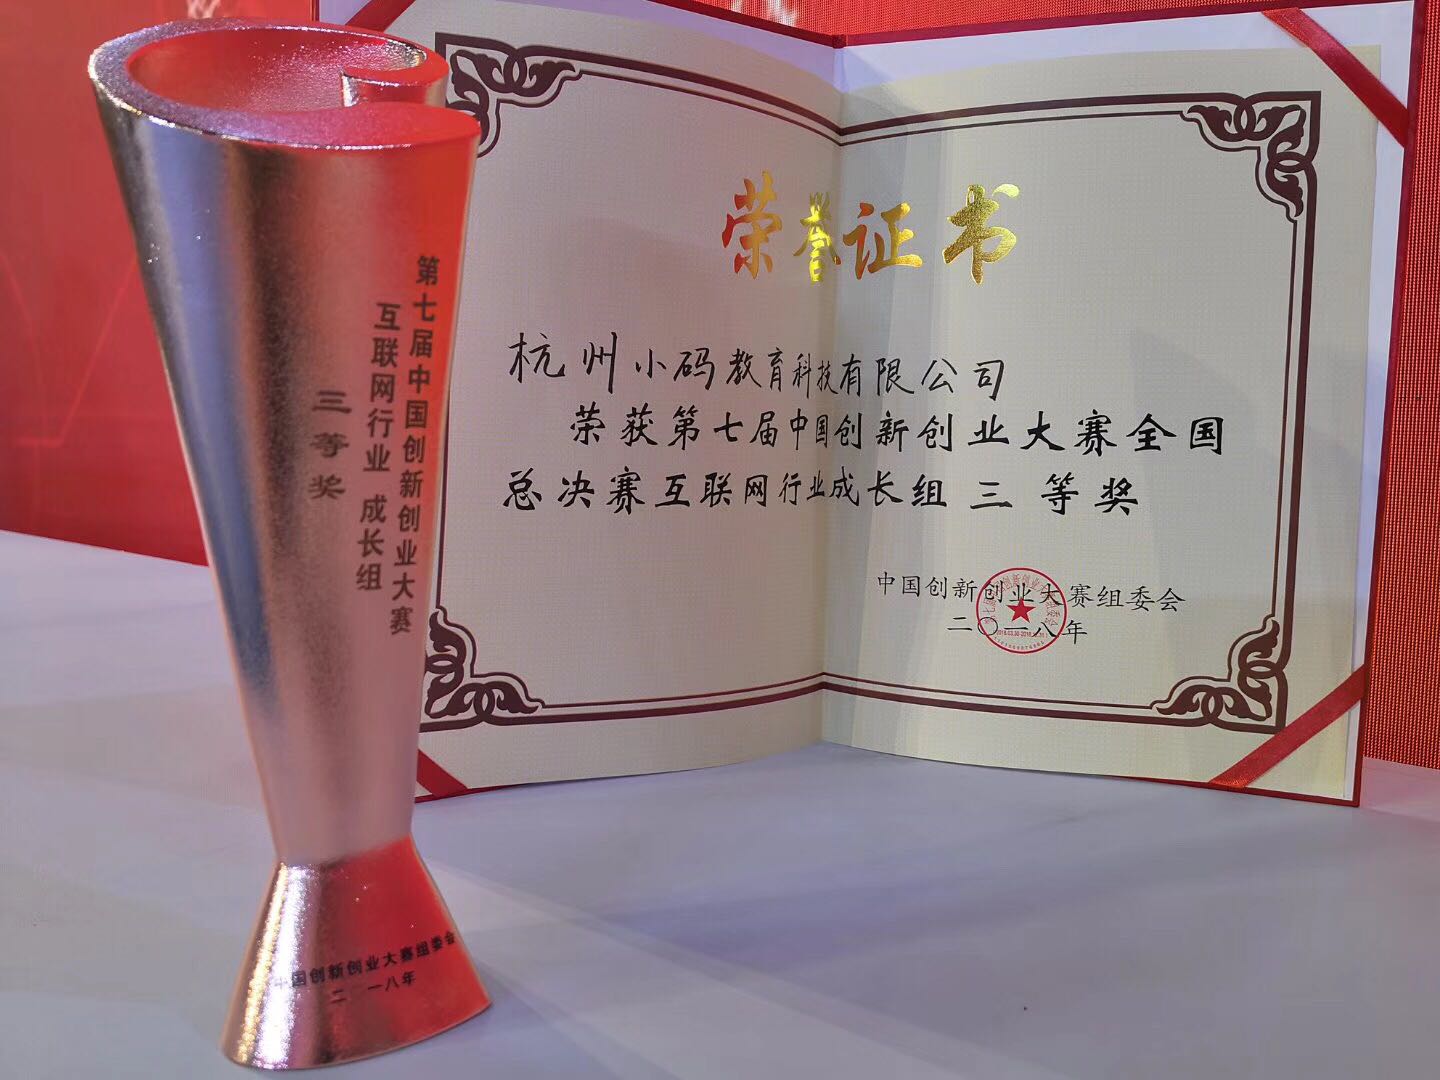 第七届中国创新创业大赛
互联网行业 成长组
三等奖
中国创新创业大赛组委会
二〇一八年
荣誉证书
杭州小码教育科技有限公司
荣获第七届中国创新创业大赛全国
总决赛互联网行业成长组 三 等 奖
中国创新创业大赛组委会
二〇一八年